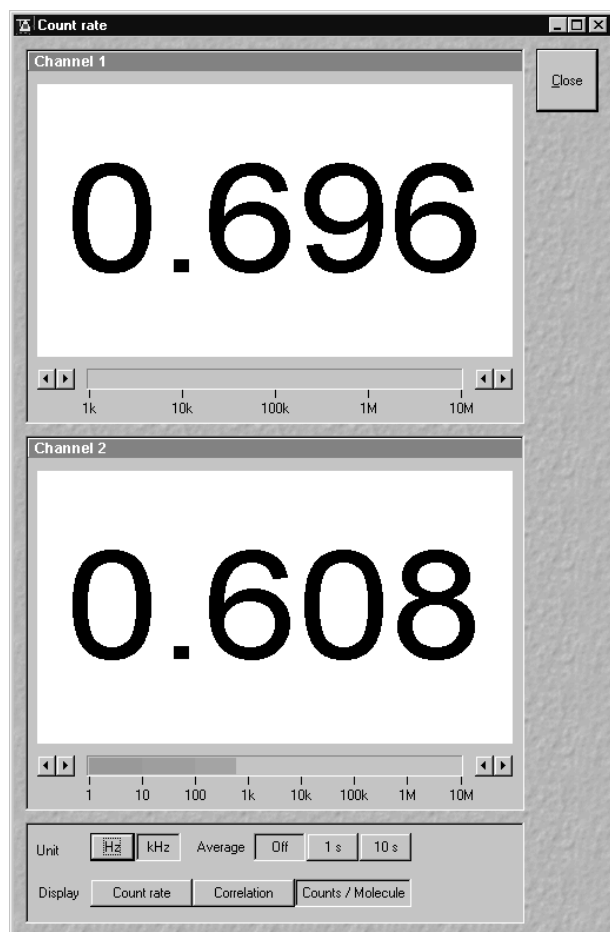 Count rate
Channel 1
Close
0.696
1k 10k 100k 1M 10M
Channel 2
0.608
1 10 100 1k 10k 100k 1M 10M
Unit Hz kHz Average Off 1 s 10 s
Display Count rate Correlation Counts / Molecule